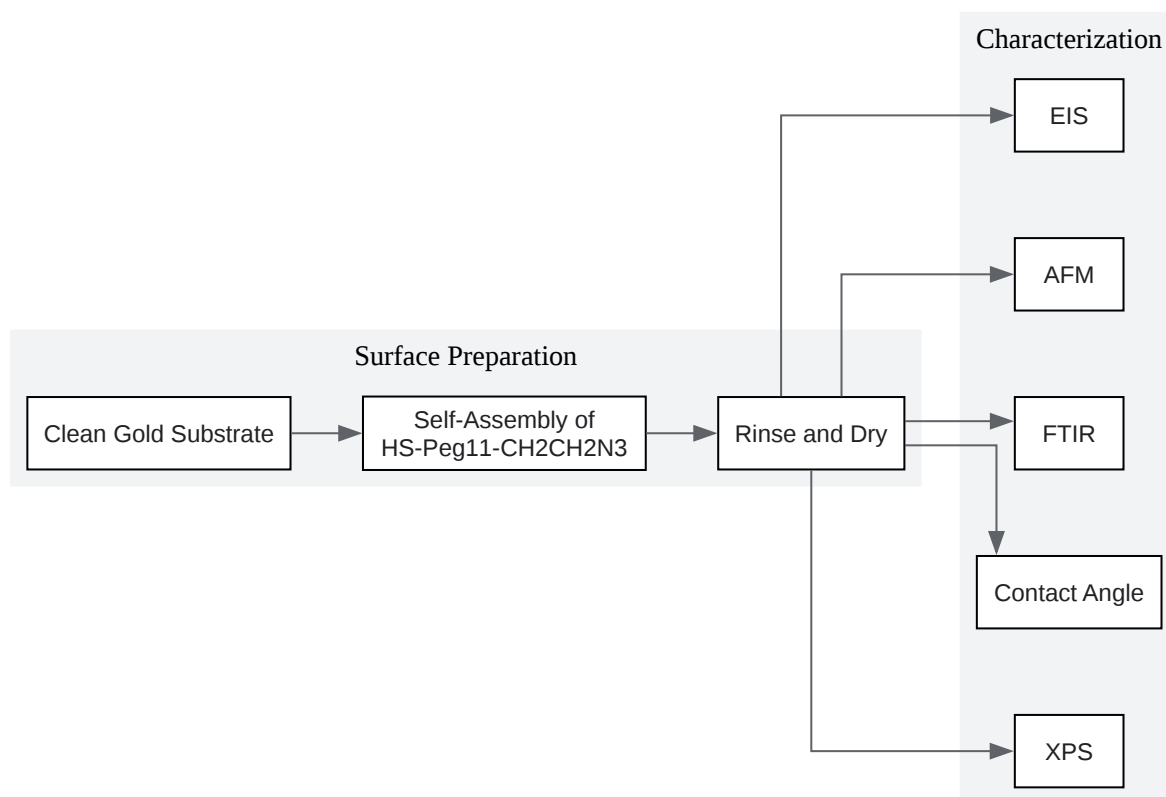 Characterization
EIS
AFM
Surface Preparation
Clean Gold Substrate
Self-Assembly of
HS-Peg11-CH2CH2N3
Rinse and Dry
FTIR
Contact Angle
XPS